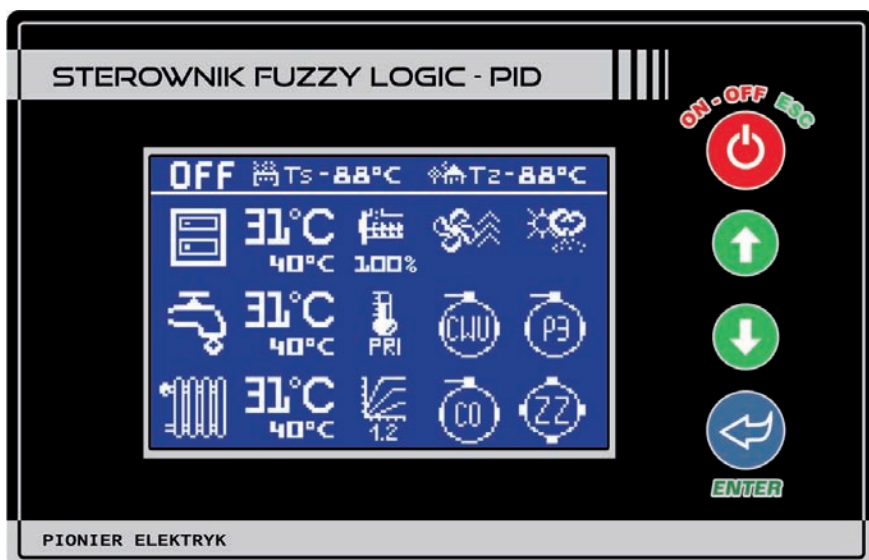 STEROWNIK FUZZY LOGIC - PID
ON - OFF ESC
OFF Ts-88°C Tz-88°C
31°C
40°C 100%
31°C
40°C PRI CWU P3
31°C
40°C 1.2 CO ZZ
ENTER
PIONIER ELEKTRYK